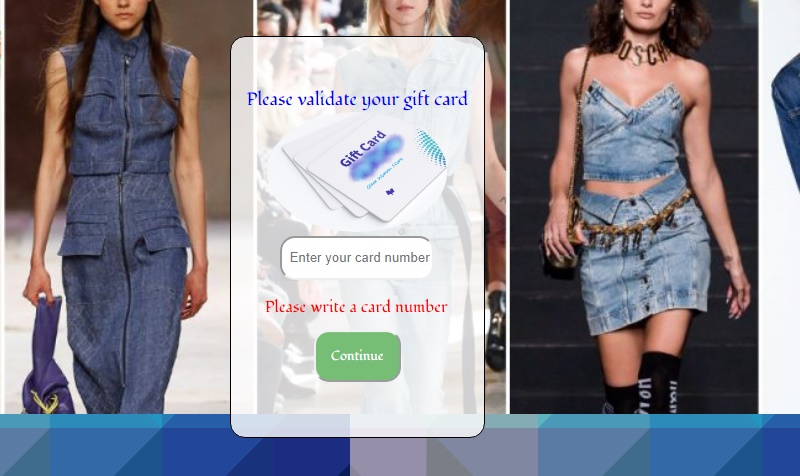 OSCH
Please validate your gift card
Gift Card
Enter your card number
Please write a card number
Continue